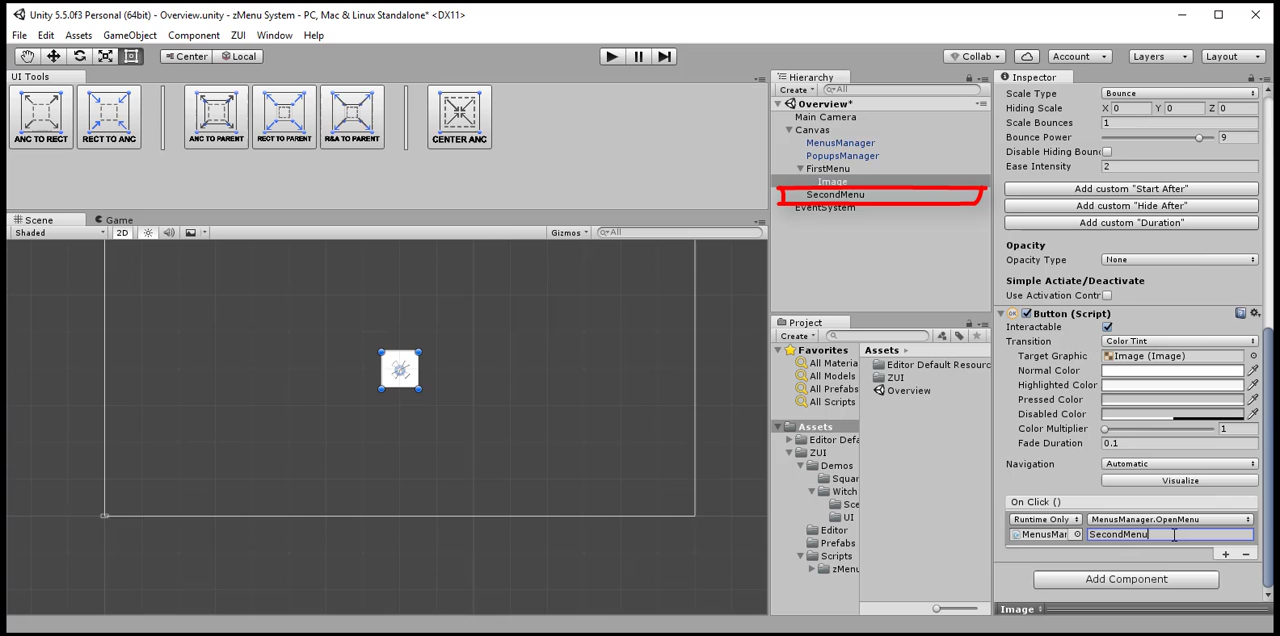 Unity 5.5.0f3 Personal (64bit) - Overview.unity - zMenu System - PC, Mac & Linux Standalone* <DX11>
File Edit Assets GameObject Component ZUI Window Help
Center Local Collab Account Layers Layout
UI Tools
ANC TO RECT RECT TO ANC ANC TO PARENT RECT TO PARENT R&A TO PARENT CENTER ANC
Scene Game
Shaded 2D Gizmos All
Hierarchy
Create All
Overview*
Main Camera
Canvas
MenusManager
PopupsManager
FirstMenu
Image
SecondMenu
EventSystem
Project
Create
Favorites
All Materia
All Models
All Prefabs
All Scripts
Assets
Editor Defa
ZUI
Demos
Squar
Witch
Sce
UI
Editor
Prefabs
Scripts
zMenu
Assets
Editor Default Resourc
ZUI
Overview
Inspector
Scale Type Bounce
Hiding Scale X 0 Y 0 Z 0
Scale Bounces 1
Bounce Power 9
Disable Hiding Boun
Ease Intensity 2
Add custom "Start After"
Add custom "Hide After"
Add custom "Duration"
Opacity
Opacity Type None
Simple Actiate/Deactivate
Use Activation Contr
Button (Script)
Interactable
Transition Color Tint
Target Graphic Image (Image)
Normal Color
Highlighted Color
Pressed Color
Disabled Color
Color Multiplier 1
Fade Duration 0.1
Navigation Automatic
Visualize
On Click ()
Runtime Only MenusManager.OpenMenu
MenusMar SecondMenu
Add Component
Image